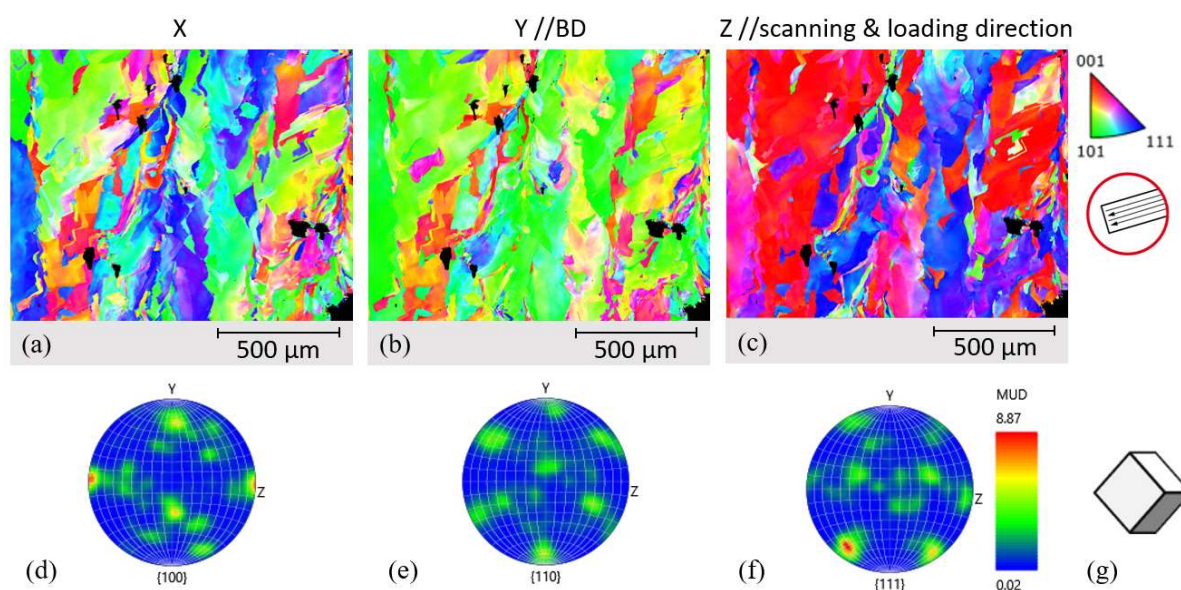 X
Y //BD
Z //scanning & loading direction
001
101
111
(a)
500 µm
(b)
500 µm
(c)
500 µm
Y
Z
(d)
{100}
Y
Z
(e)
{110}
Y
Z
(f)
{111}
MUD
8.87
0.02
(g)